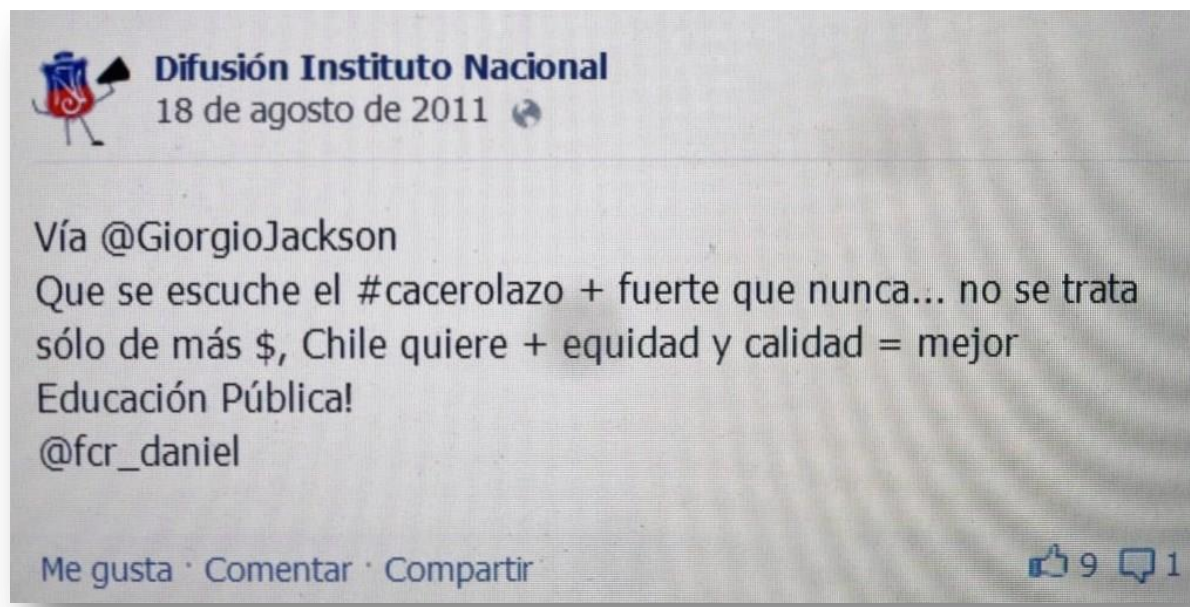 Difusión Instituto Nacional
18 de agosto de 2011
Vía @GiorgioJackson
Que se escuche el #cacerolazo + fuerte que nunca... no se trata
sólo de más $, Chile quiere + equidad y calidad = mejor
Educación Pública!
@fcr_daniel
Me gusta · Comentar · Compartir 9 1